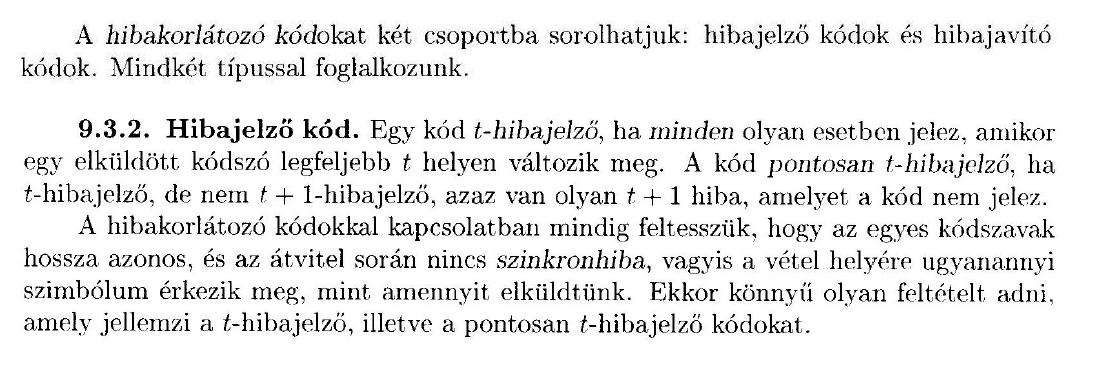 A hibakorlátozó kódokat két csoportba sorolhatjuk: hibajelző kódok és hibajavító
kódok. Mindkét típussal foglalkozunk.
9.3.2. Hibajelző kód. Egy kód t-hibajelző, ha minden olyan esetben jelez, amikor
egy elküldött kódszó legfeljebb t helyen változik meg. A kód pontosan t-hibajelző, ha
t-hibajelző, de nem t + 1-hibajelző, azaz van olyan t + 1 hiba, amelyet a kód nem jelez.
A hibakorlátozó kódokkal kapcsolatban mindig feltesszük, hogy az egyes kódszavak
hossza azonos, és az átvitel során nincs szinkronhiba, vagyis a vétel helyére ugyanannyi
szimbólum érkezik meg, mint amennyit elküldtünk. Ekkor könnyű olyan feltételt adni,
amely jellemzi a t-hibajelző, illetve a pontosan t-hibajelző kódokat.